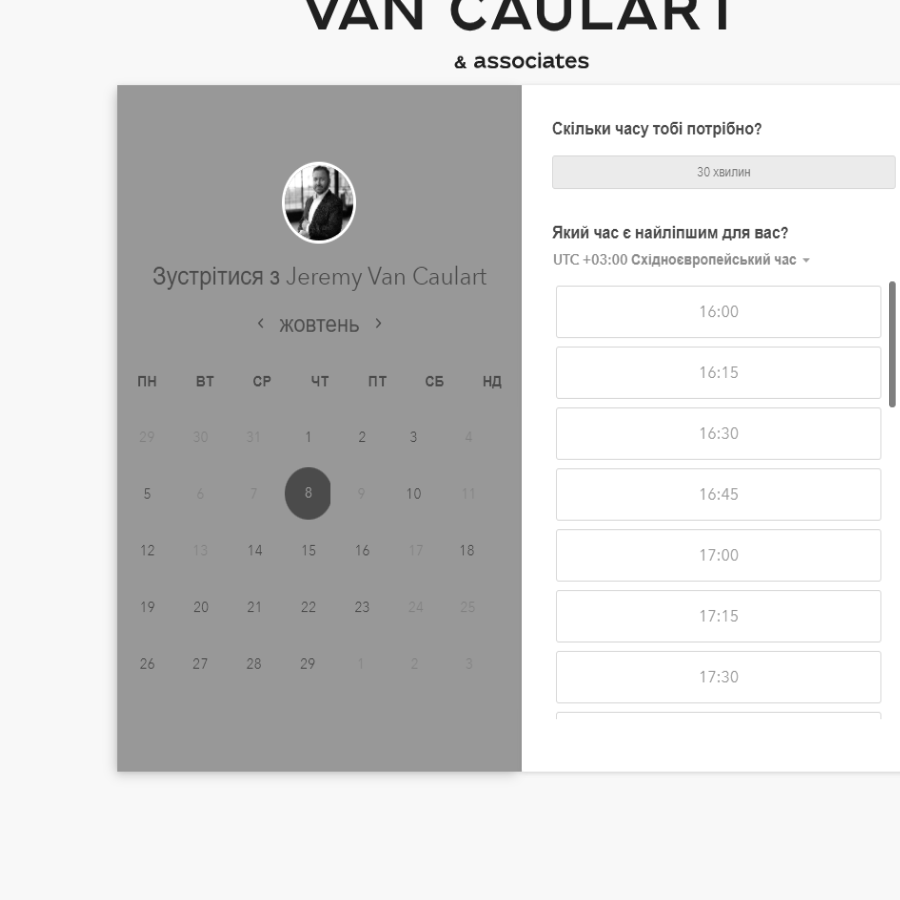 VAN CAULART
& associates
Зустрітися з Jeremy Van Caulart
жовтень
ПН ВТ СР ЧТ ПТ СБ НД
29 30 31 1 2 3 4
5 6 7 8 9 10 11
12 13 14 15 16 17 18
19 20 21 22 23 24 25
26 27 28 29 1 2 3
Скільки часу тобі потрібно?
30 хвилин
Який час є найліпшим для вас?
UTC +03:00 Східноєвропейський час
16:00
16:15
16:30
16:45
17:00
17:15
17:30